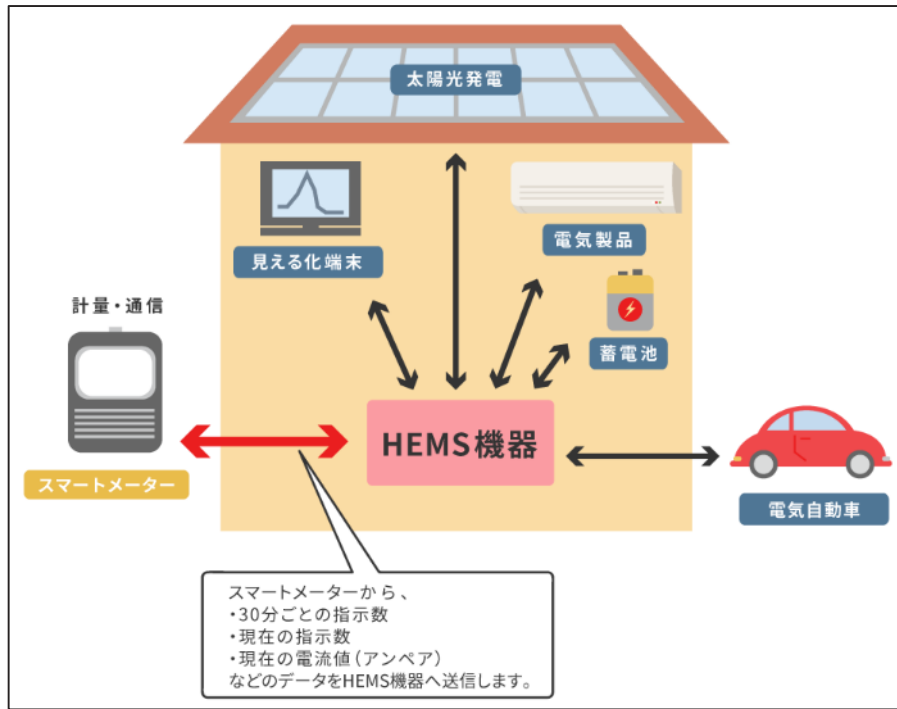 太陽光発電
見える化端末
電気製品
蓄電池
計量・通信
スマートメーター
HEMS機器
電気自動車
スマートメーターから、
・30分ごとの指示数
・現在の指示数
・現在の電流値(アンペア)
などのデータをHEMS機器へ送信します。